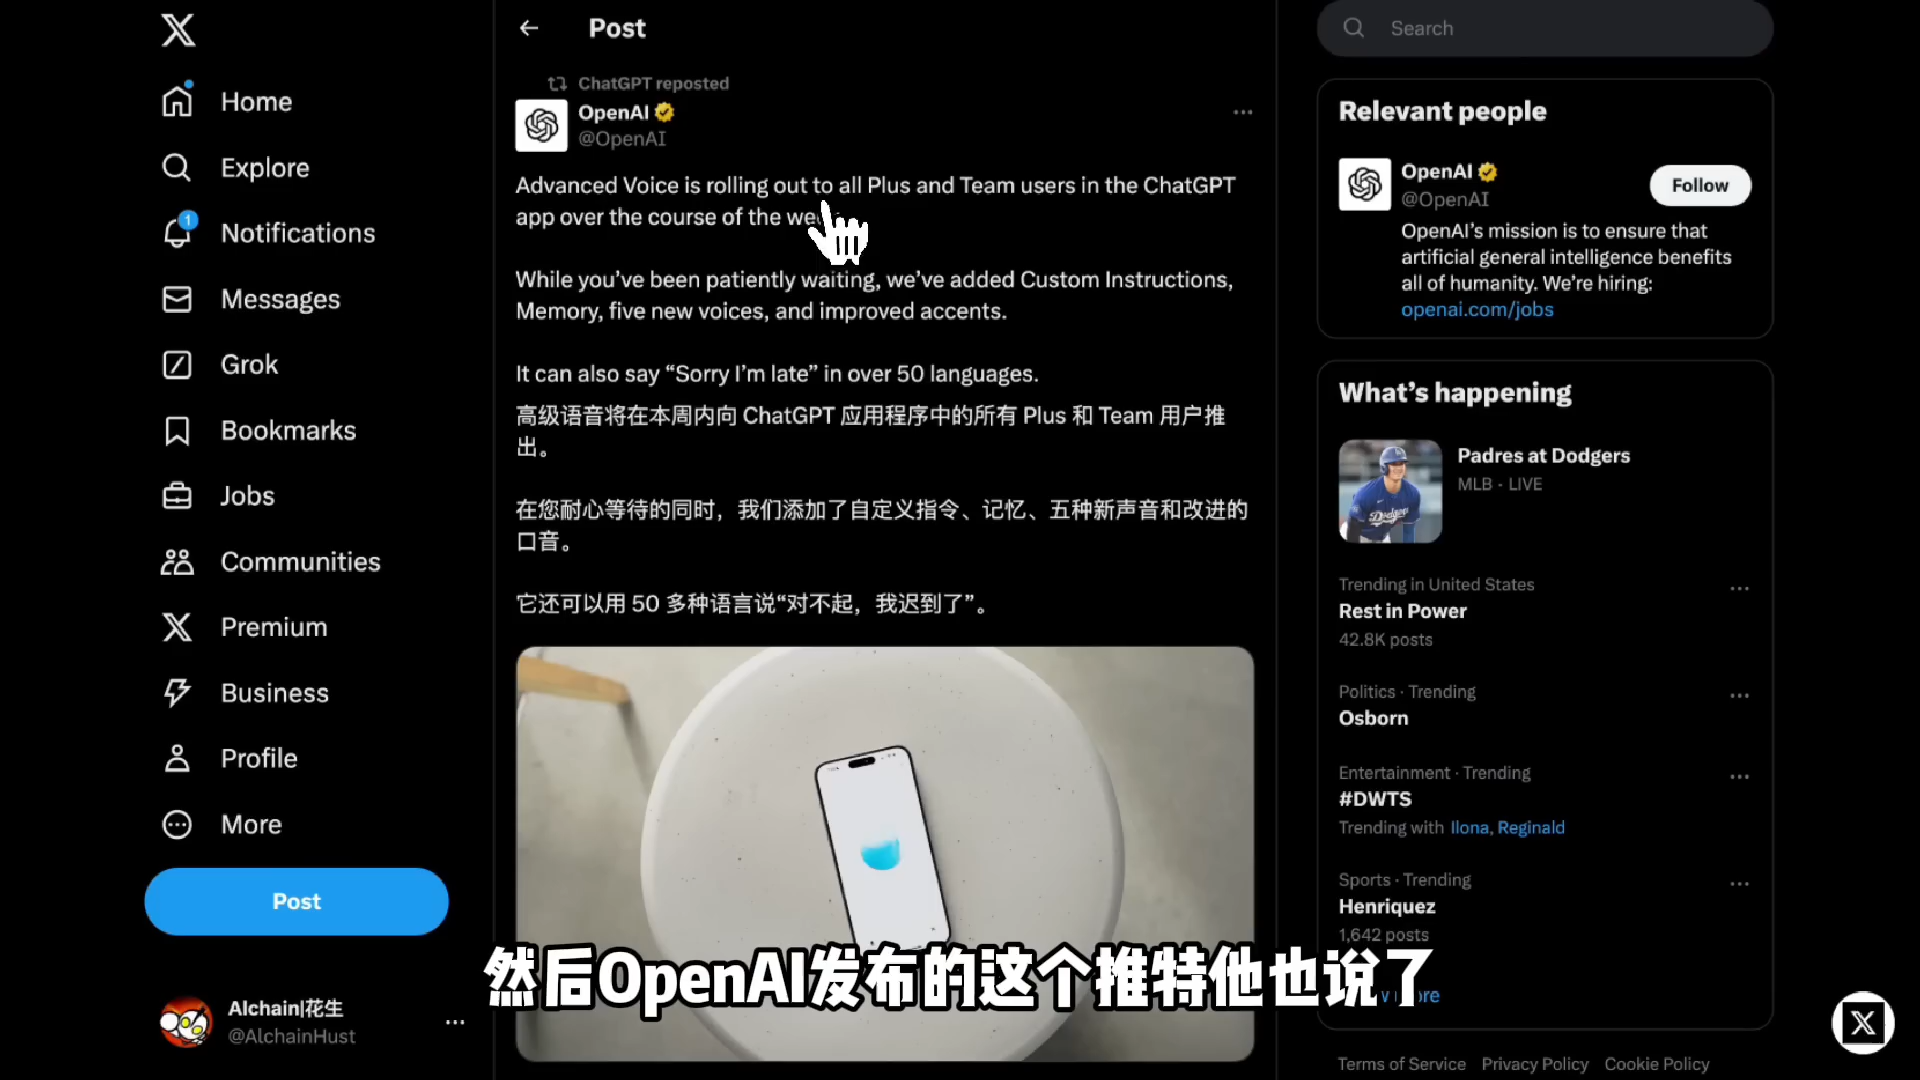 Home
Explore
1
Notifications
Messages
Grok
Bookmarks
Jobs
Communities
Premium
Business
Profile
More
Post
AIchain|花生
@AlchainHust
Post
ChatGPT reposted
OpenAI
@OpenAI
Advanced Voice is rolling out to all Plus and Team users in the ChatGPT
app over the course of the
While you've been patiently waiting, we've added Custom Instructions,
Memory, five new voices, and improved accents.
It can also say “Sorry I'm late” in over 50 languages.
高级语音将在本周内向 ChatGPT 应用程序中的所有 Plus 和 Team 用户推
出。
在您耐心等待的同时，我们添加了自定义指令、记忆、五种新声音和改进的
口音。
它还可以用 50 多种语言说“对不起，我迟到了”。
然后OpenAI发布的这个推特他也说了
Search
Relevant people
OpenAI
@OpenAI
Follow
OpenAI's mission is to ensure that
artificial general intelligence benefits
all of humanity. We're hiring:
openai.com/jobs
What's happening
Padres at Dodgers
MLB · LIVE
Dodgers
Trending in United States
Rest in Power
42.8K posts
Politics · Trending
Osborn
Entertainment · Trending
#DWTS
Trending with Ilona, Reginald
Sports · Trending
Henriquez
1,642 posts
Terms of Service Privacy Policy Cookie Policy